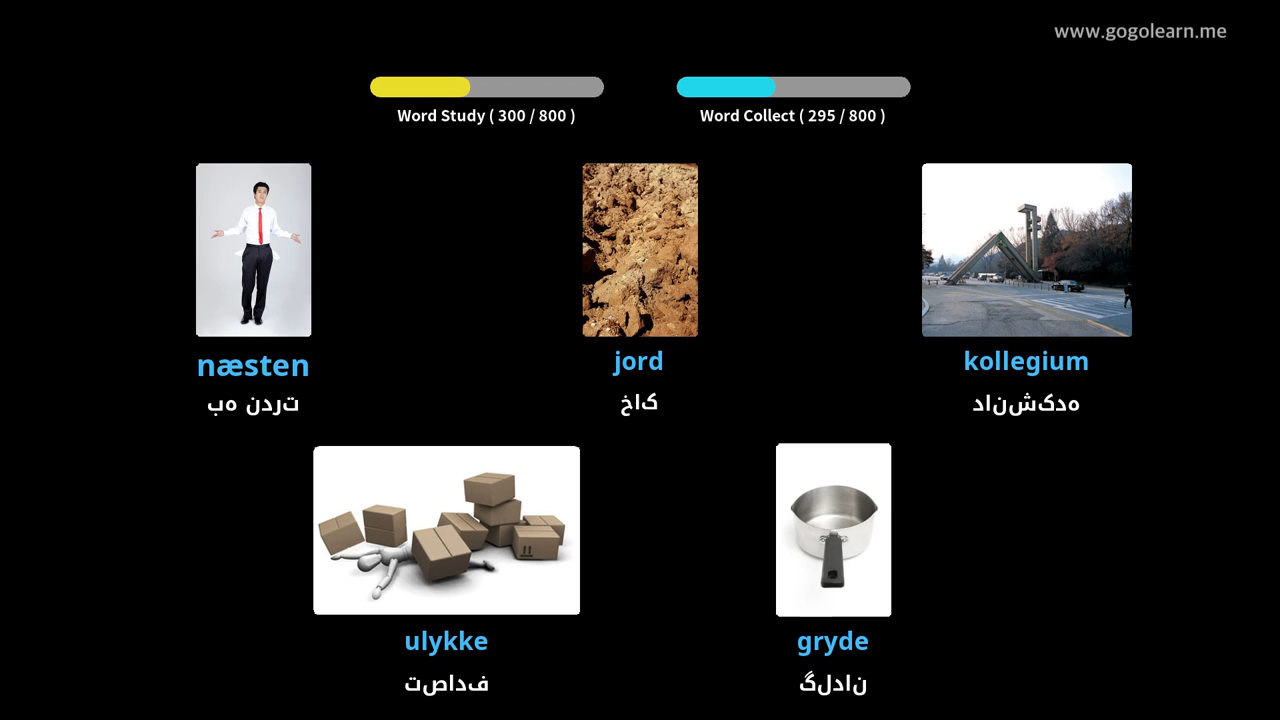 www.gogolearn.me
Word Study ( 300 / 800 )
Word Collect ( 295 / 800 )
næsten
تردن هب
jord
کاخ
kollegium
هدکشناد
ulykke
فداصت
gryde
نادلگ